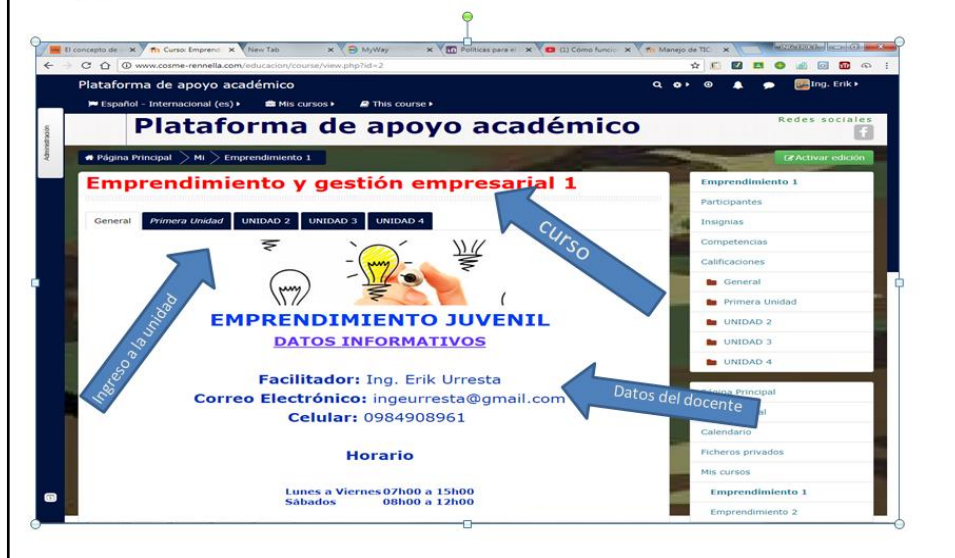 El concepto de
Curso: Emprend
New Tab
MyWay
Políticas para el
(1) Cómo funcio
Manejo de TIC
www.cosme-rennella.com/educacion/course/view.php?id=2
Plataforma de apoyo académico
Ing. Erik
Español - Internacional (es)
Mis cursos
This course
Administración
Plataforma de apoyo académico
Redes sociales
Página Principal
Mi
Emprendimiento 1
Activar edición
Emprendimiento y gestión empresarial 1
General
Primera Unidad
UNIDAD 2
UNIDAD 3
UNIDAD 4
curso
Ingreso a la unidad
EMPRENDIMIENTO JUVENIL
DATOS INFORMATIVOS
Facilitador: Ing. Erik Urresta
Correo Electrónico: ingeurresta@gmail.com
Celular: 0984908961
Datos del docente
Horario
Lunes a Viernes 07h00 a 15h00
Sábados 08h00 a 12h00
Emprendimiento 1
Participantes
Insignias
Competencias
Calificaciones
General
Primera Unidad
UNIDAD 2
UNIDAD 3
UNIDAD 4
Página Principal
Calendario
Ficheros privados
Mis cursos
Emprendimiento 1
Emprendimiento 2